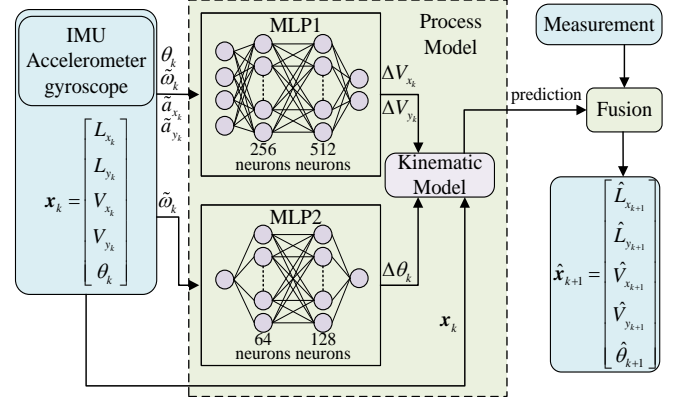 IMU
Accelerometer
gyroscope
x_k = [L_{x_k}
L_{y_k}
V_{x_k}
V_{y_k}
θ_k]
θ_k
ω̃_k
ã_{x_k}
ã_{y_k}
ω̃_k
MLP1
256
neurons
512
neurons
ΔV_{x_k}
ΔV_{y_k}
MLP2
64
neurons
128
neurons
Δθ_k
Process
Model
Kinematic
Model
x_k
prediction
Measurement
Fusion
x̂_{k+1} = [L̂_{x_{k+1}}
L̂_{y_{k+1}}
V̂_{x_{k+1}}
V̂_{y_{k+1}}
θ̂_{k+1}]